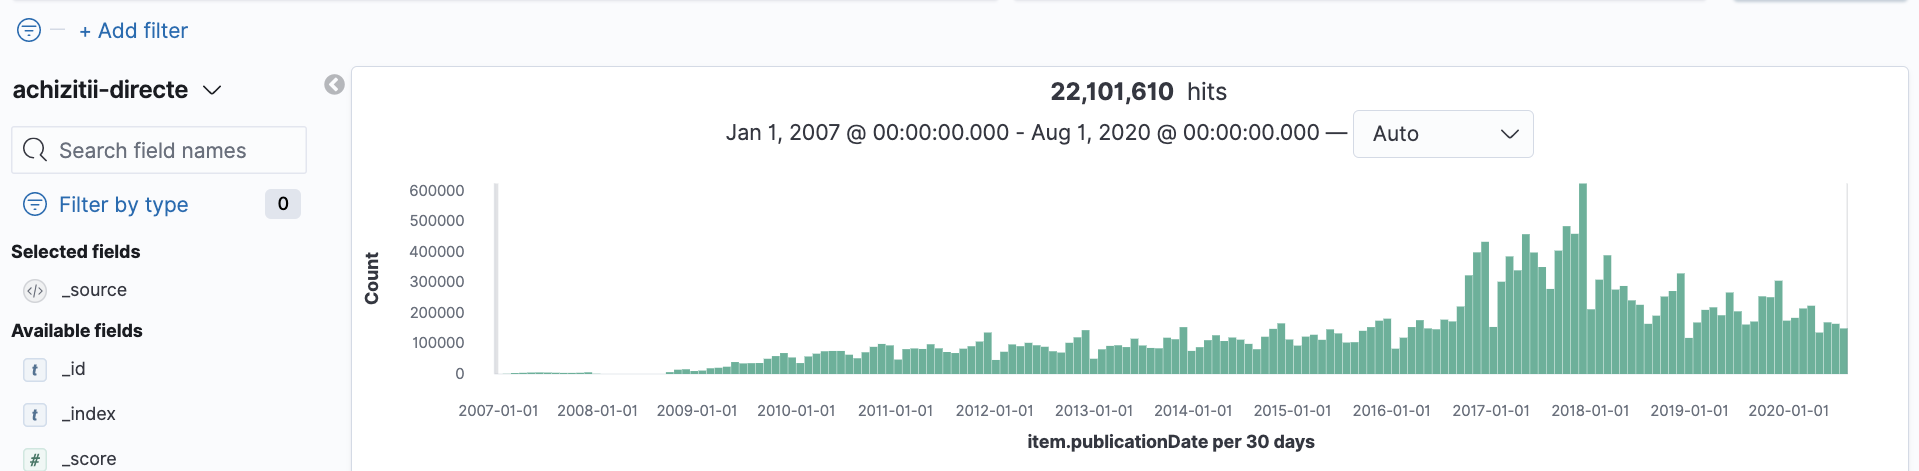 + Add filter
achizitii-directe
Search field names
Filter by type 0
Selected fields
_source
Available fields
t _id
t _index
# _score
22,101,610 hits
Jan 1, 2007 @ 00:00:00.000 - Aug 1, 2020 @ 00:00:00.000 — Auto
Count
600000
500000
400000
300000
200000
100000
0
2007-01-01 2008-01-01 2009-01-01 2010-01-01 2011-01-01 2012-01-01 2013-01-01 2014-01-01 2015-01-01 2016-01-01 2017-01-01 2018-01-01 2019-01-01 2020-01-01
item.publicationDate per 30 days